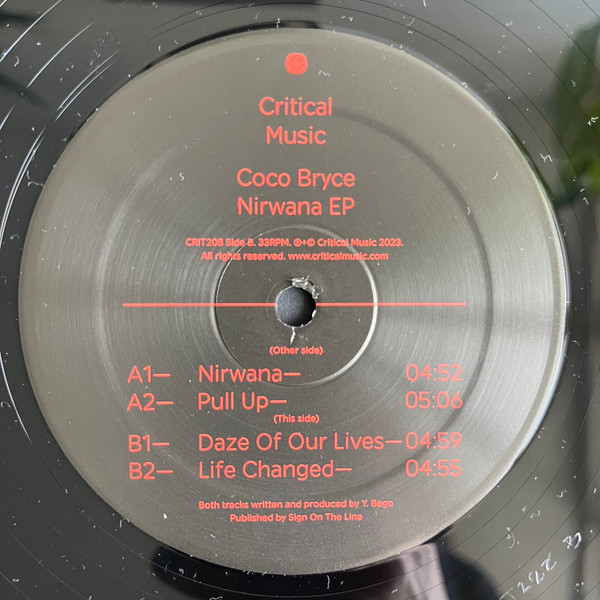 Critical
Music
Coco Bryce
Nirwana EP
CRIT208 Side B. 33RPM. ℗+© Critical Music 2023.
All rights reserved. www.criticalmusic.com
(Other side)
A1— Nirwana— 04:52
A2— Pull Up— 05:06
(This side)
B1— Daze Of Our Lives— 04:59
B2— Life Changed— 04:55
Both tracks written and produced by Y. Bego
Published by Sign On The Line